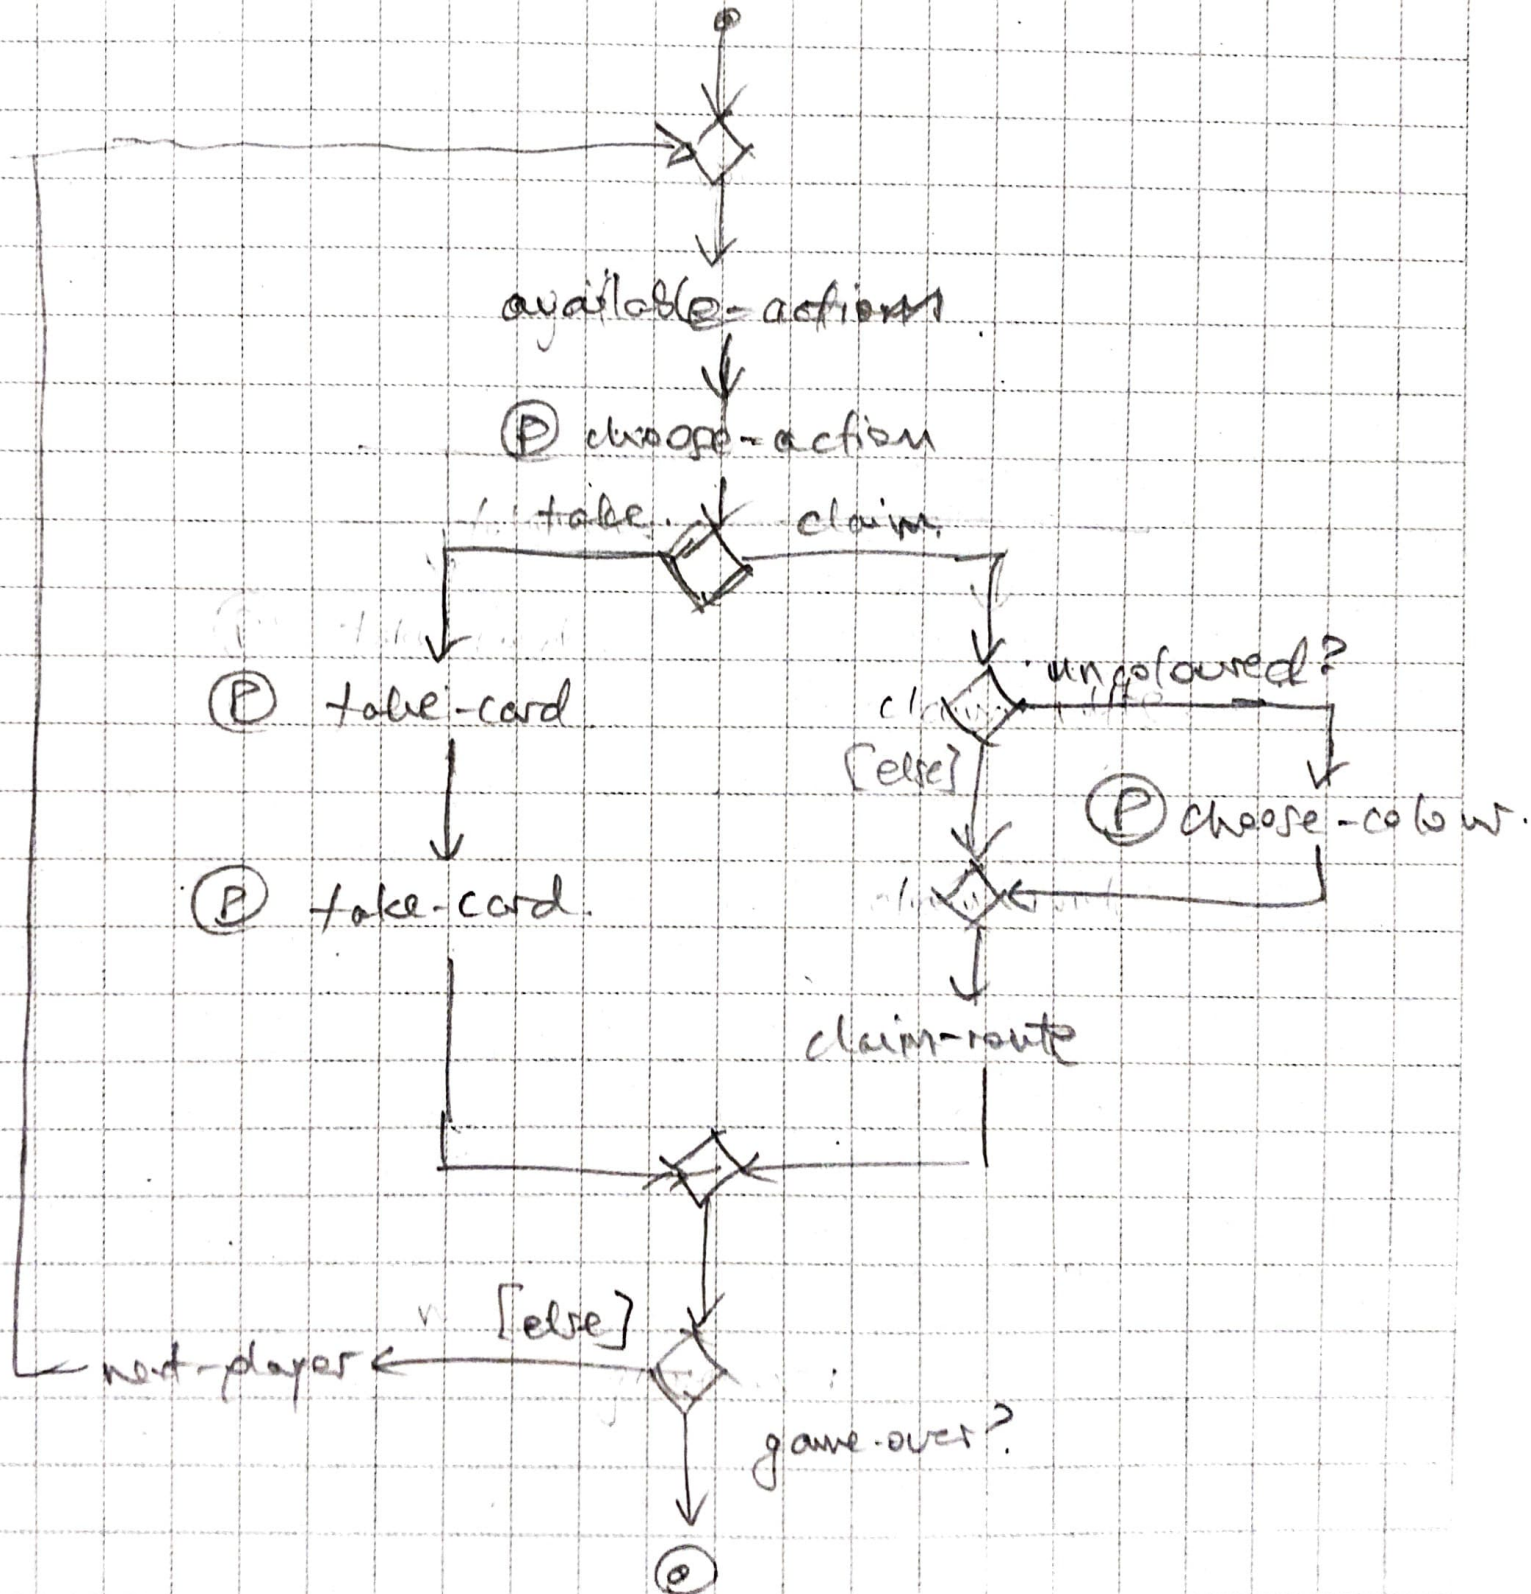 available-actions
Ⓟ choose-action
take claim
uncoloured?
Ⓟ take-card
[else]
Ⓟ choose-colour
Ⓟ take-card
claim-route
[else]
next-player
game-over?